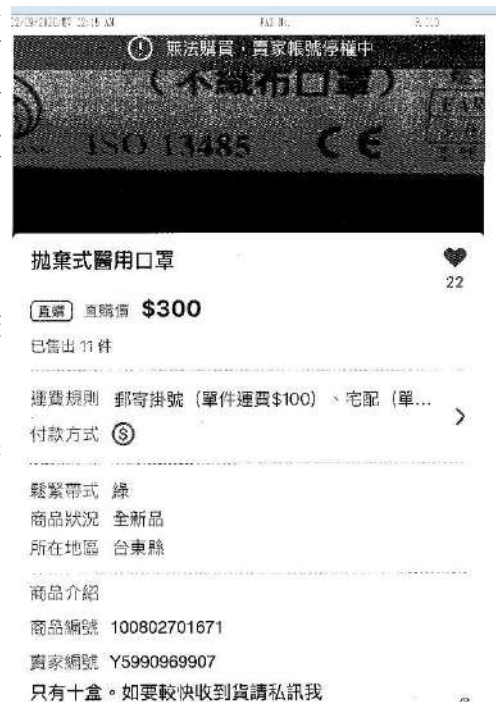 無法購買，賣家帳號停權中
（不織布口罩）
ISO 13485 CE
拋棄式醫用口罩
22
直購 直購價 $300
已售出 11 件
運費規則 郵寄掛號（單件運費$100）、宅配（單...
付款方式
鬆緊帶式 綠
商品狀況 全新品
所在地區 台東縣
商品介紹
商品編號 100802701671
賣家編號 Y5990969907
只有十盒。如要較快收到貨請私訊我